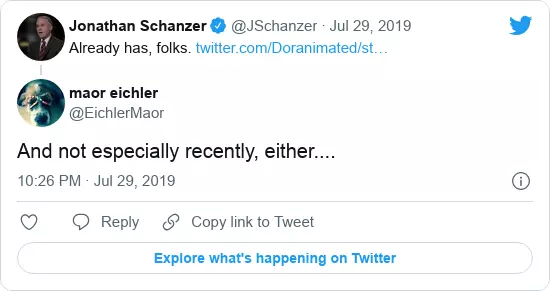 Jonathan Schanzer @JSchanzer · Jul 29, 2019
Already has, folks. twitter.com/Doranimated/st…
maor eichler
@EichlerMaor
And not especially recently, either....
10:26 PM · Jul 29, 2019
Reply Copy link to Tweet
Explore what's happening on Twitter